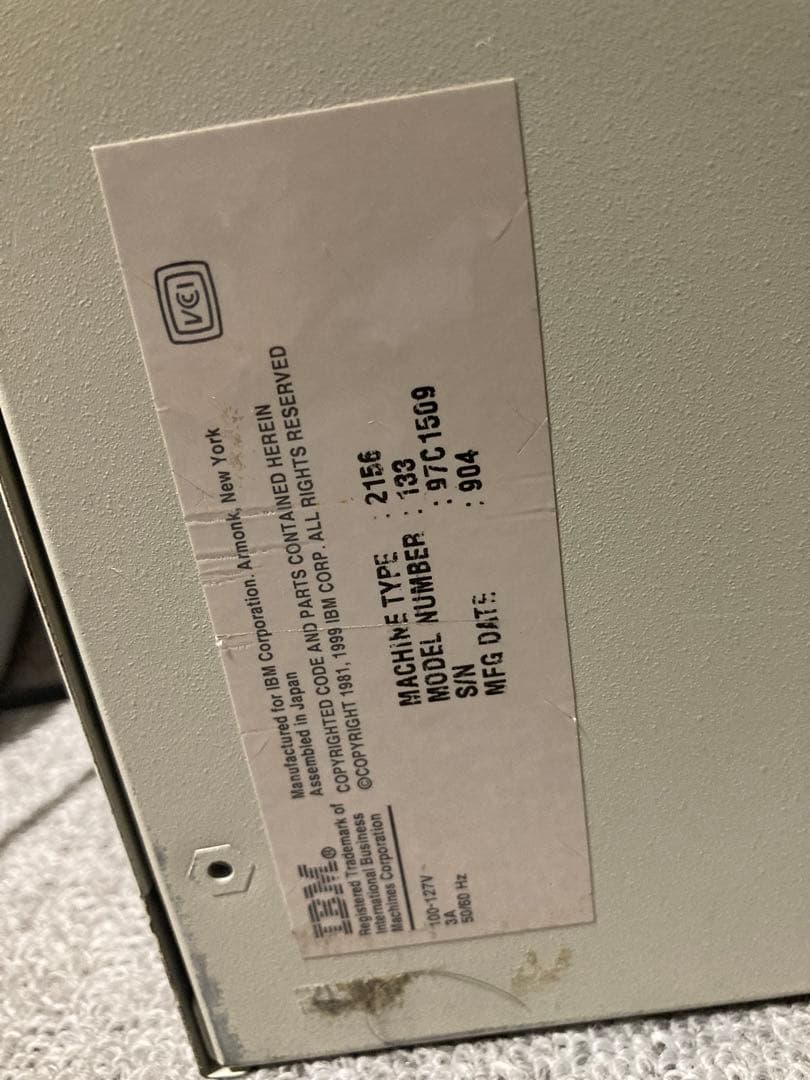 VCI
Manufactured for IBM Corporation. Armonk, New York
Assembled in Japan
COPYRIGHTED CODE AND PARTS CONTAINED HEREIN
©COPYRIGHT 1981, 1999 IBM CORP. ALL RIGHTS RESERVED
IBM®
Registered Trademark of
International Business
Machines Corporation
100-127V ~
3A
50/60 Hz
MACHINE TYPE : 2156
MODEL NUMBER : 133
S/N : 97C1509
MFG DATE : 904